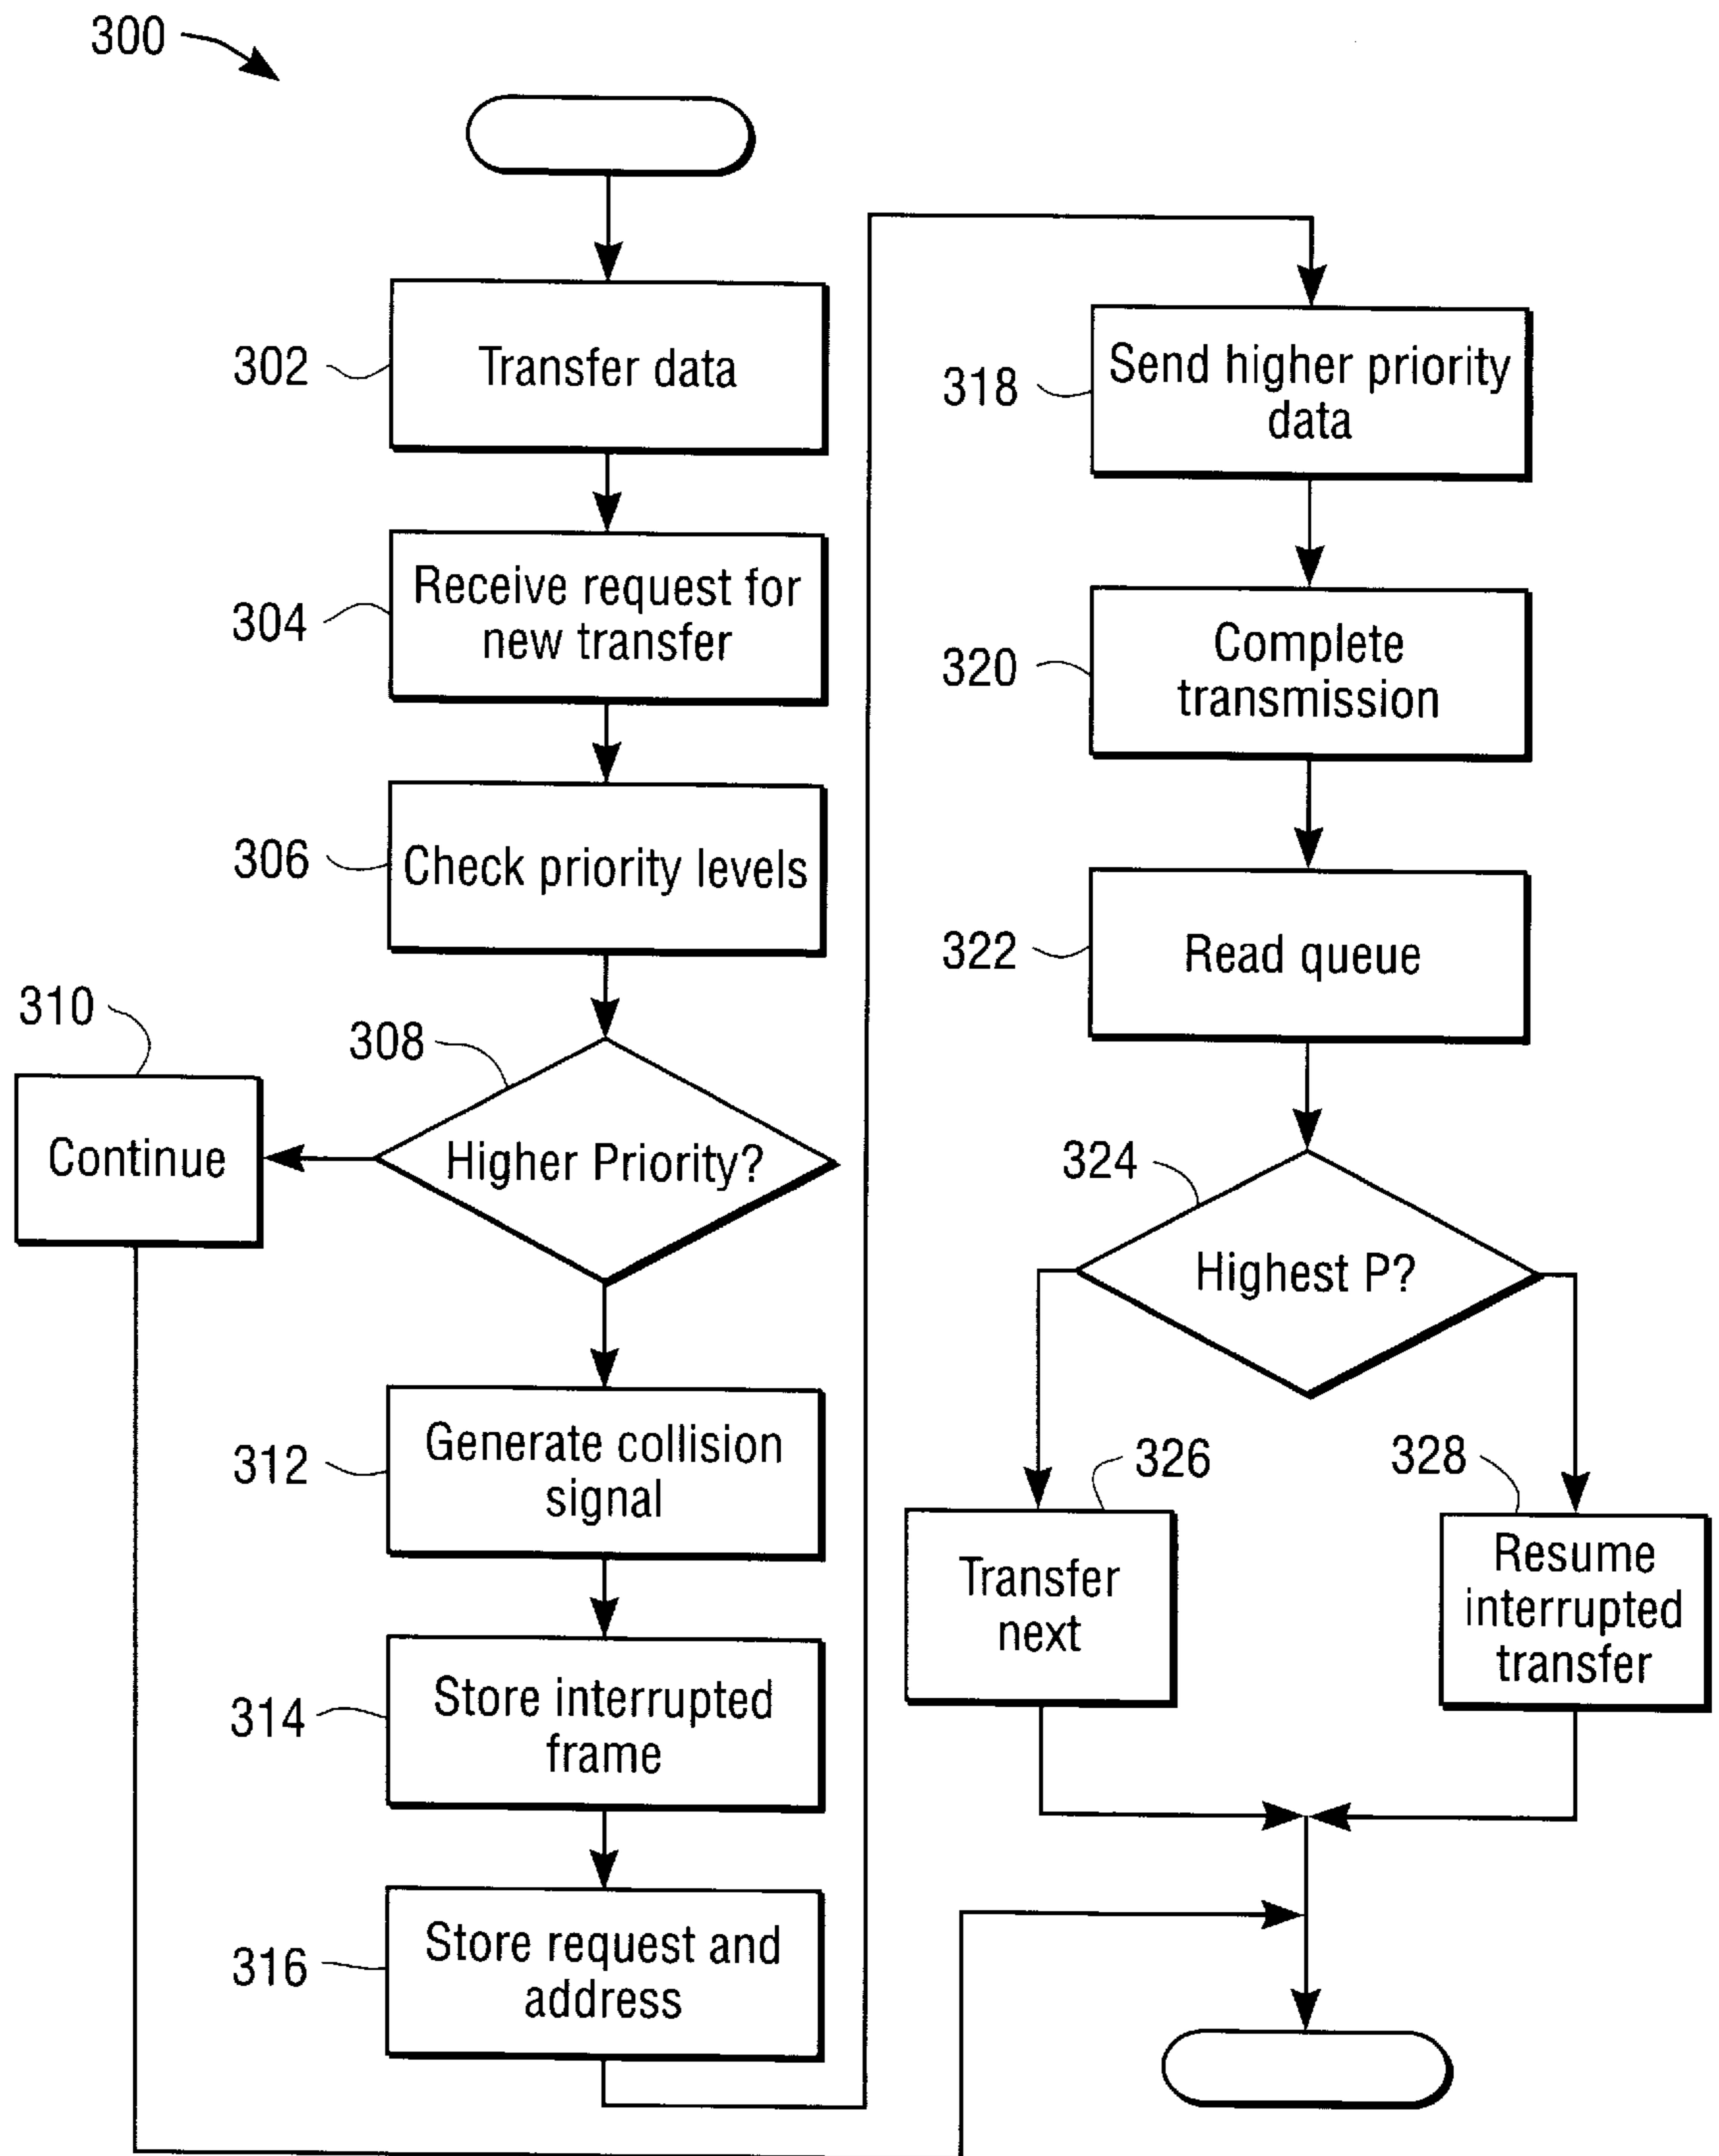 300
302
Transfer data
304
Receive request for
new transfer
306
Check priority levels
308
Higher Priority?
310
Continue
312
Generate collision
signal
314
Store interrupted
frame
316
Store request and
address
318
Send higher priority
data
320
Complete
transmission
322
Read queue
324
Highest P?
326
Transfer
next
328
Resume
interrupted
transfer